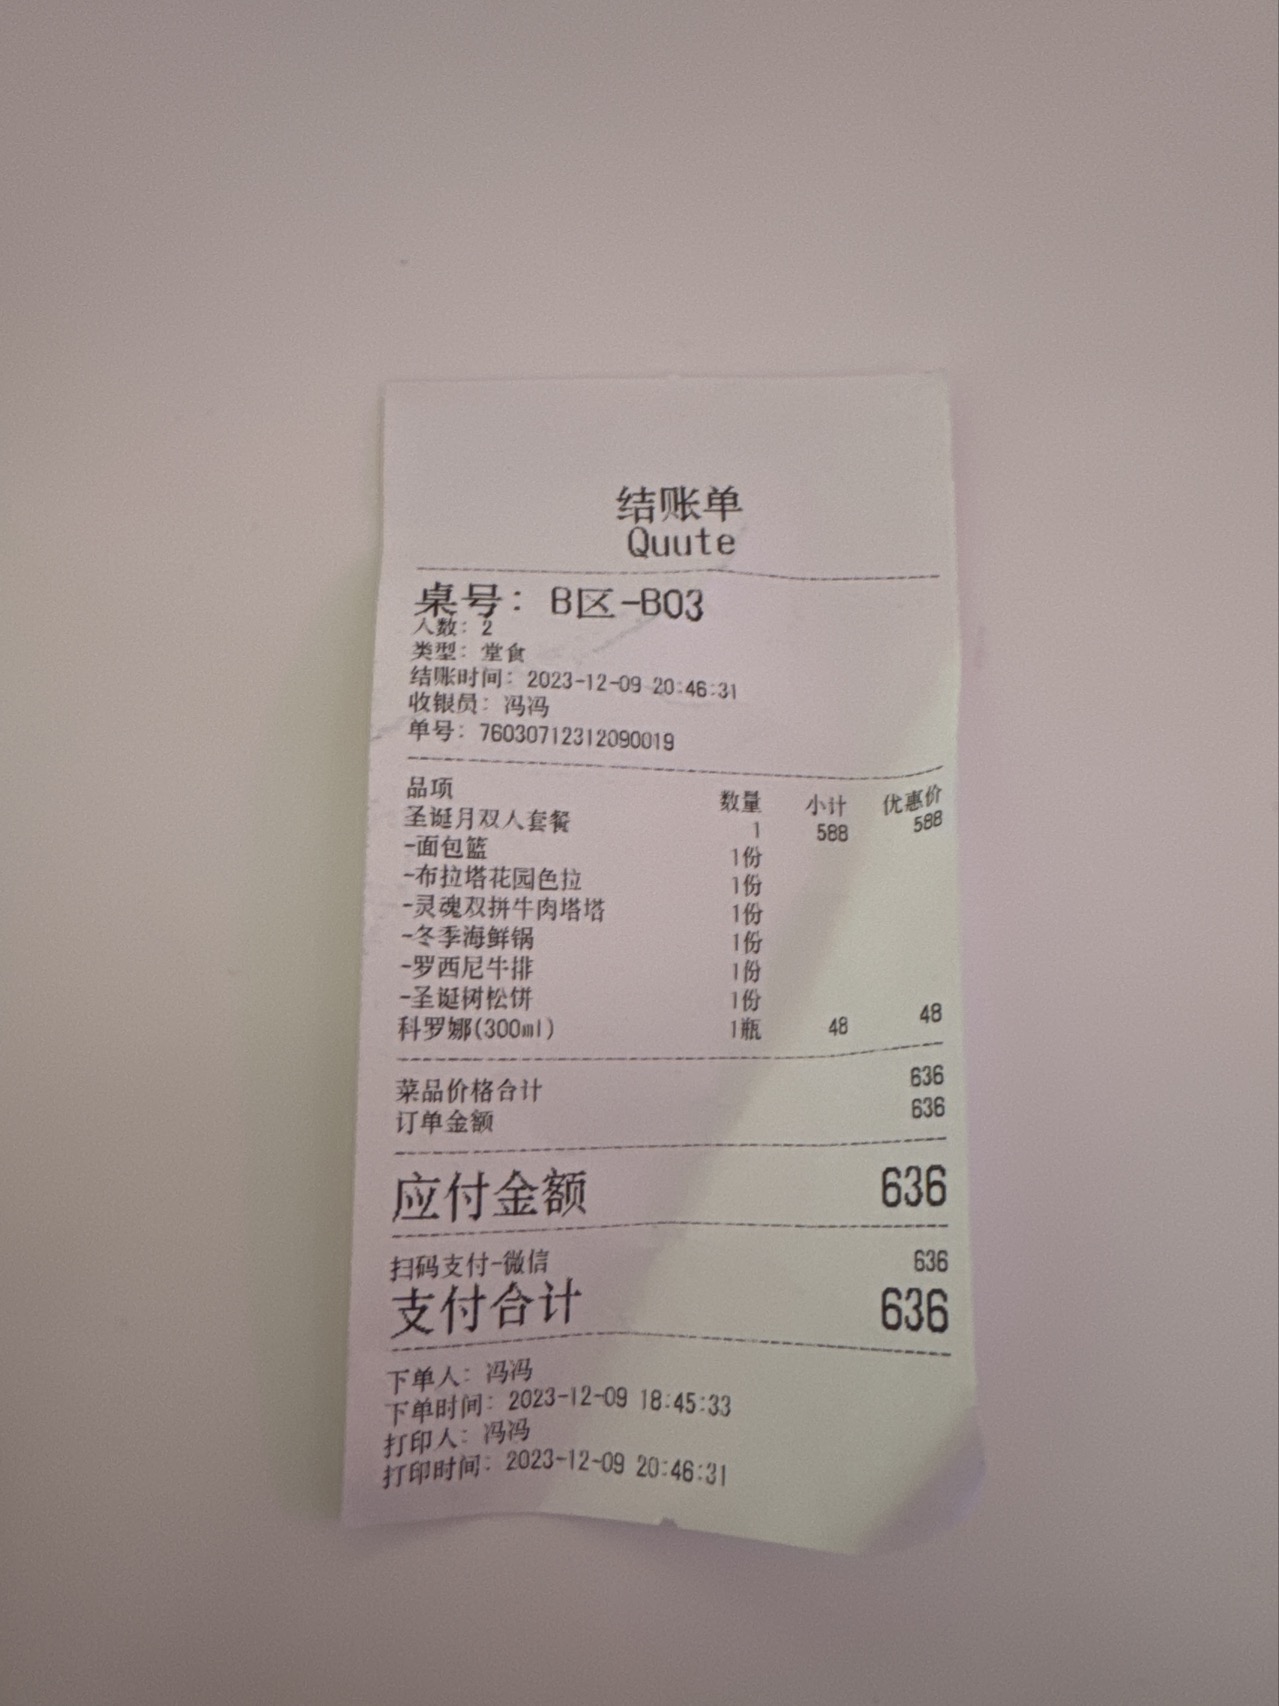 结账单
Quute
桌号：B区-B03
人数：2
类型：堂食
结账时间：2023-12-09 20:46:31
收银员：冯冯
单号：76030712312090019
品项 数量 小计 优惠价
圣诞月双人套餐 1 588 588
-面包篮 1份
-布拉塔花园色拉 1份
-灵魂双拼牛肉塔塔 1份
-冬季海鲜锅 1份
-罗西尼牛排 1份
-圣诞树松饼 1份
科罗娜(300ml) 1瓶 48 48
菜品价格合计 636
订单金额 636
应付金额 636
扫码支付-微信 636
支付合计 636
下单人：冯冯
下单时间：2023-12-09 18:45:33
打印人：冯冯
打印时间：2023-12-09 20:46:31